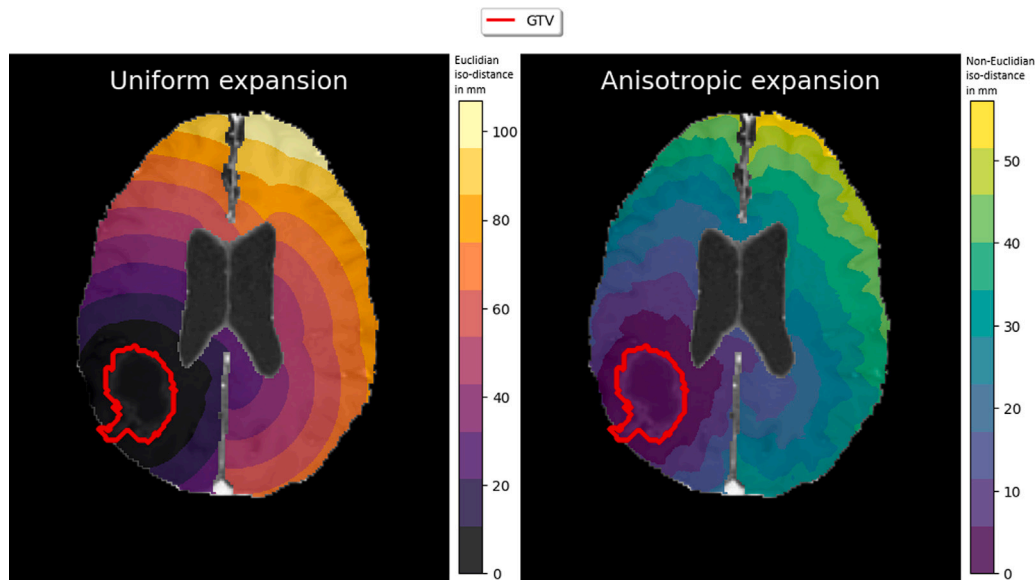 GTV
Uniform expansion
Euclidian
iso-distance
in mm
100
80
60
40
20
0
Anisotropic expansion
Non-Euclidian
iso-distance
in mm
50
40
30
20
10
0